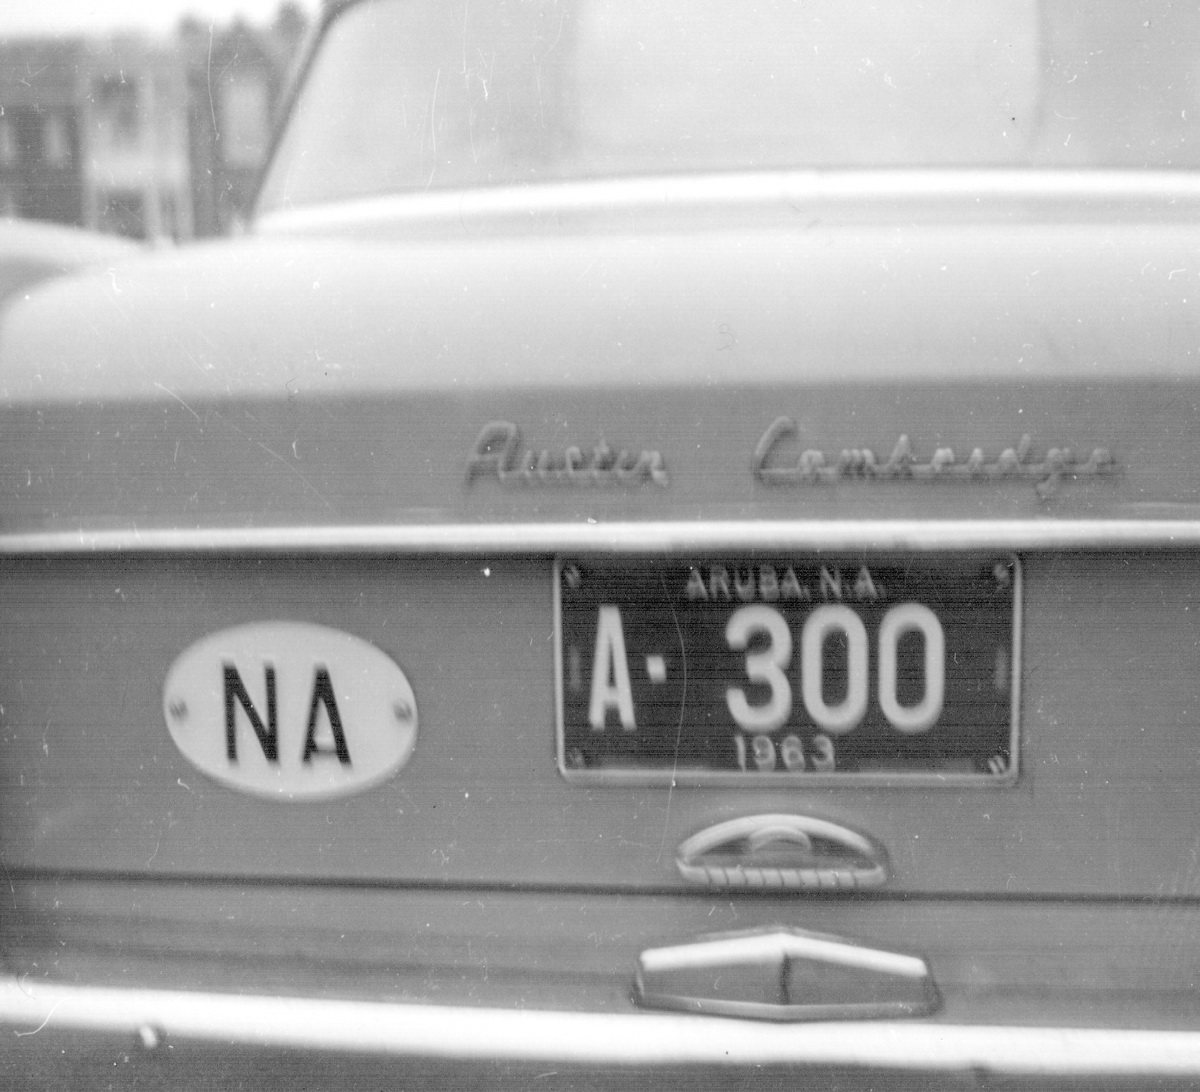 Austin Cambridge
ARUBA. N.A.
NA
A- 300
1963